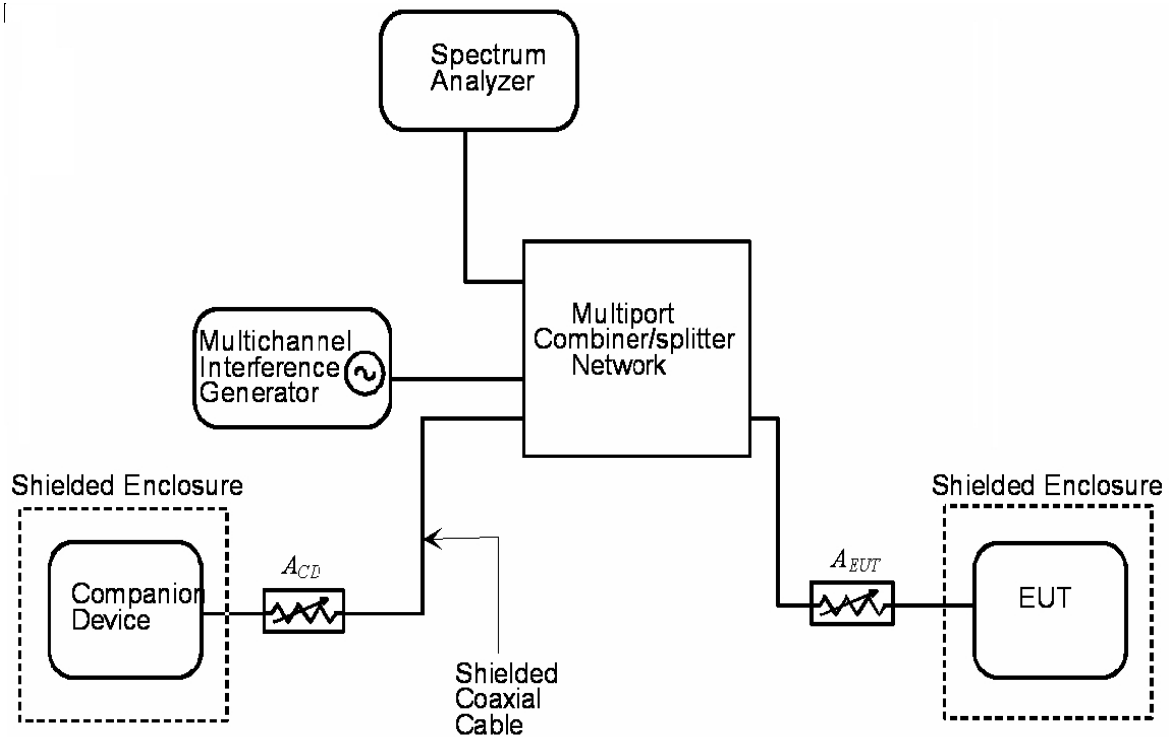 Spectrum
Analyzer
Multiport
Combiner/splitter
Network
Multichannel
Interference
Generator
Shielded Enclosure
Shielded Enclosure
A_CD
A_EUT
Companion
Device
EUT
Shielded
Coaxial
Cable